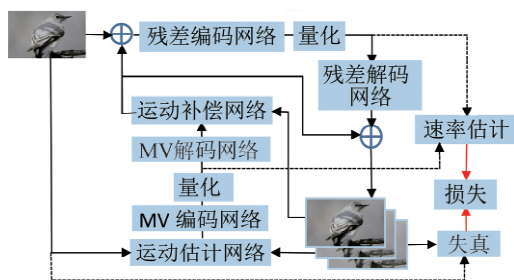 残差编码网络
量化
残差解码
网络
运动补偿网络
速率估计
MV解码网络
量化
损失
MV 编码网络
运动估计网络
失真